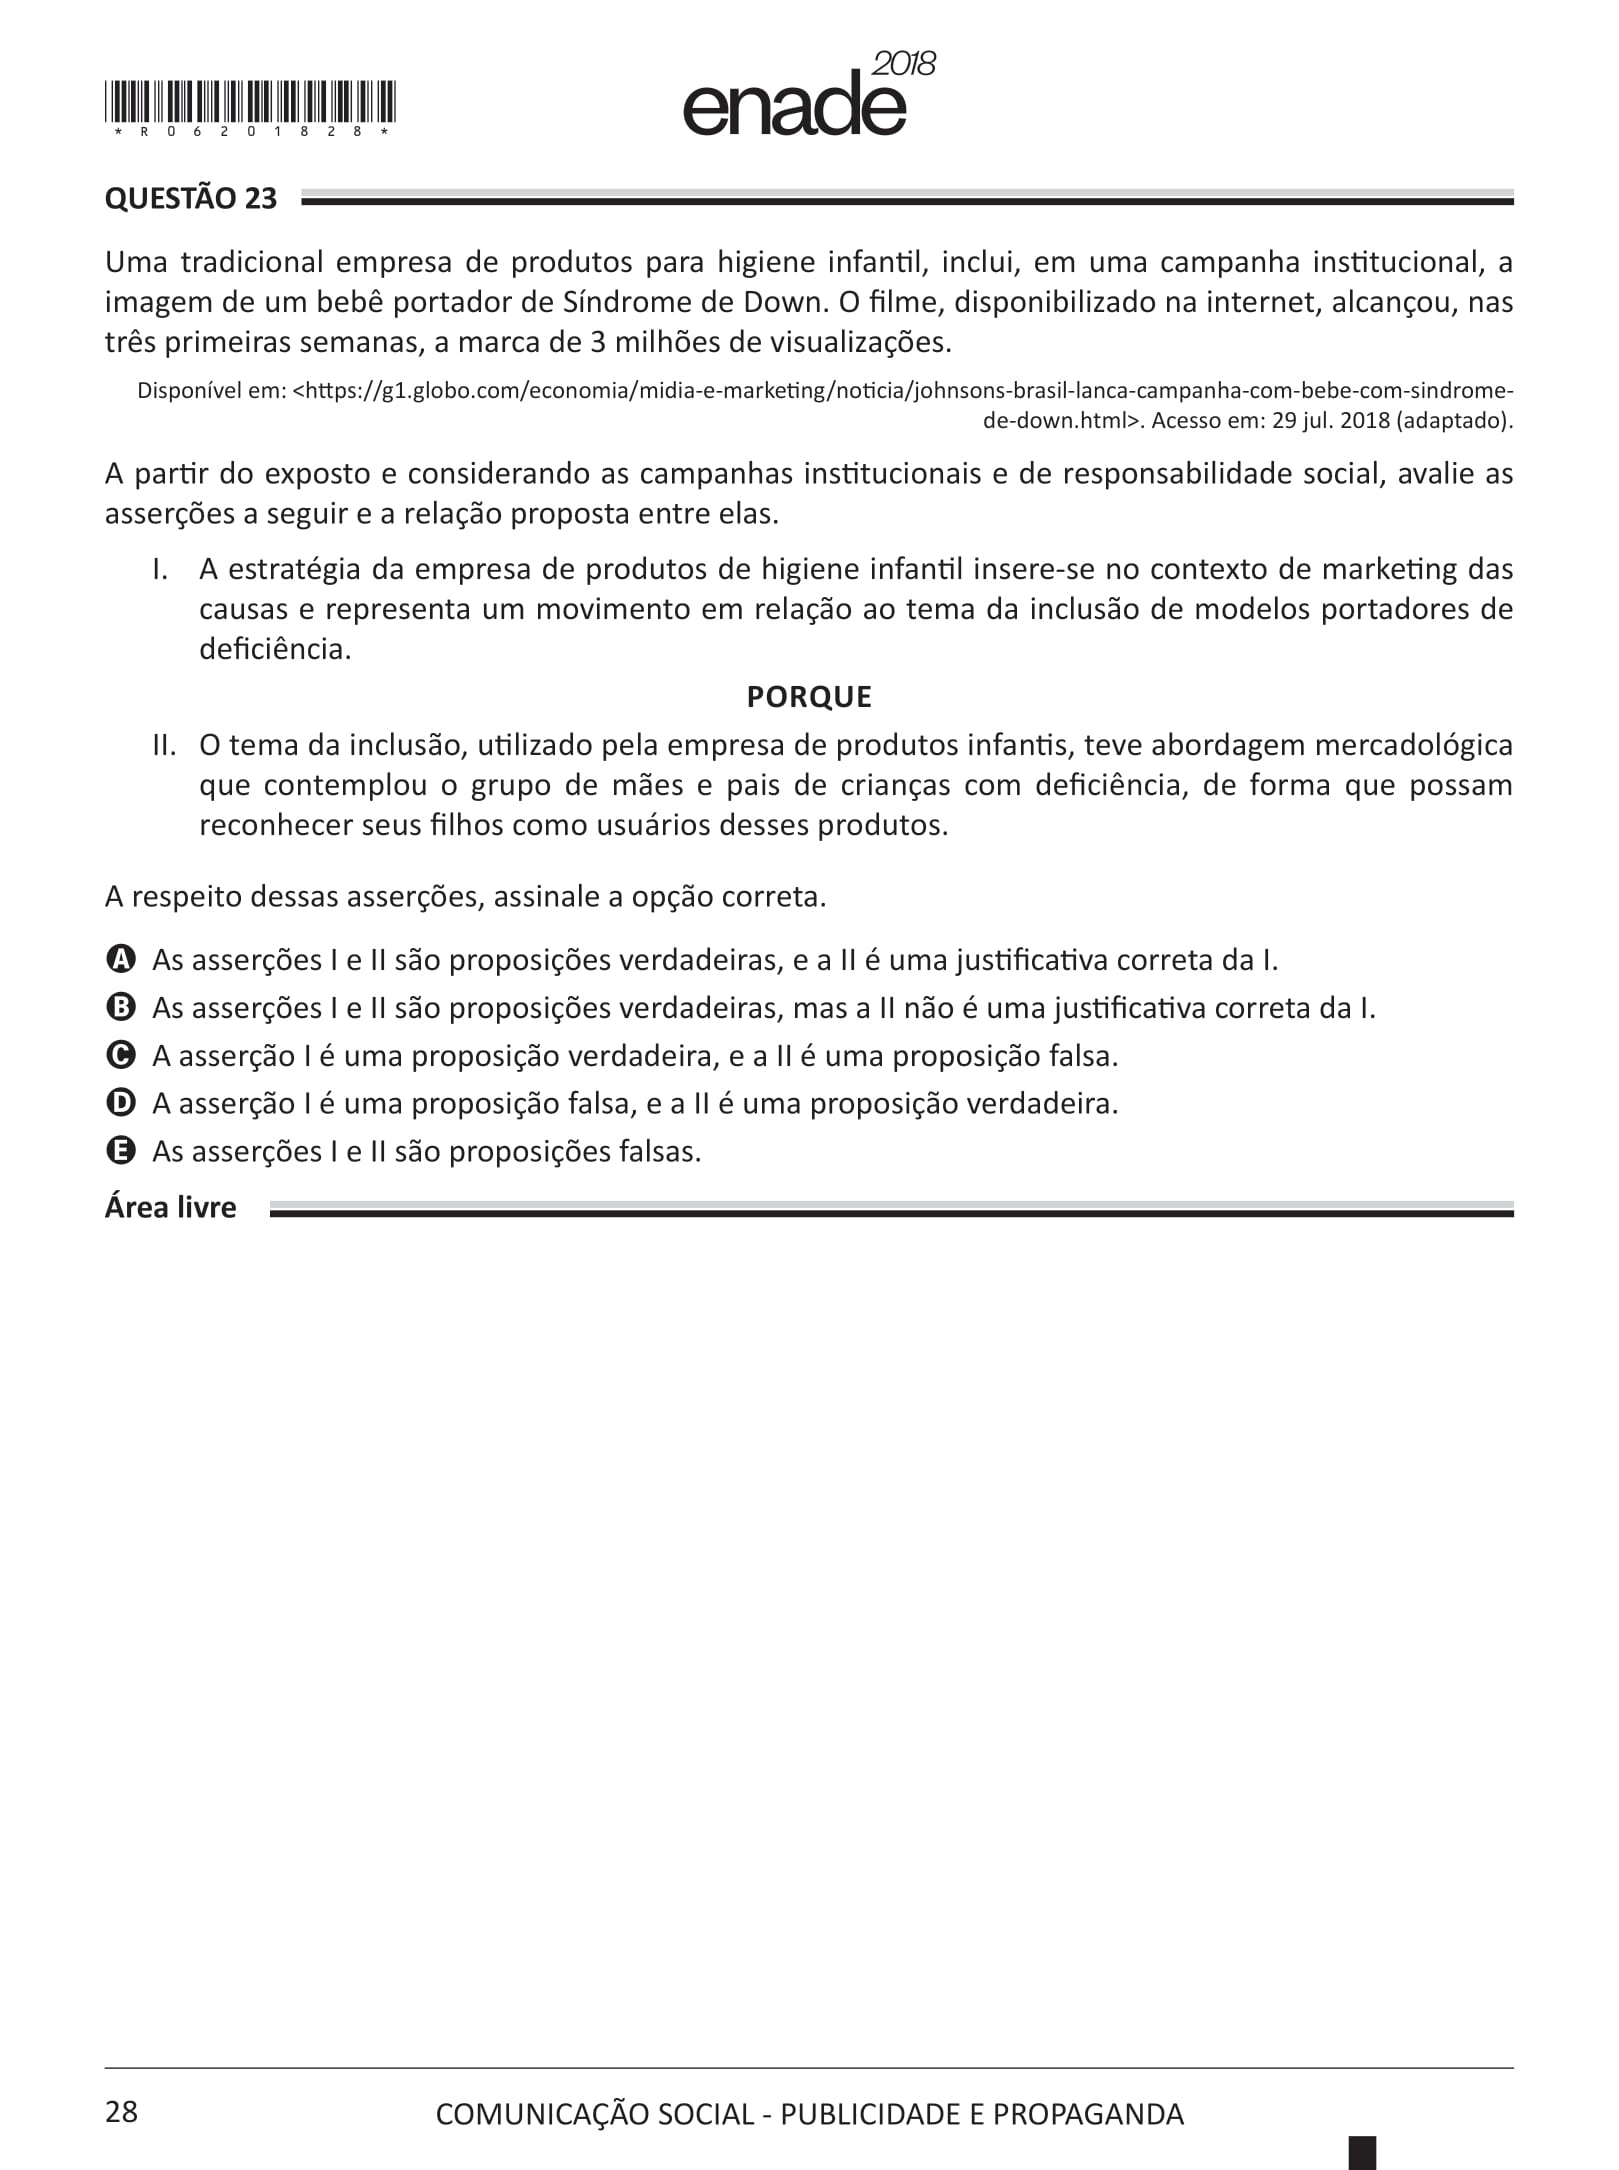 enade 2018
*R06201828*
QUESTÃO 23
Uma tradicional empresa de produtos para higiene infantil, inclui, em uma campanha institucional, a
imagem de um bebê portador de Síndrome de Down. O filme, disponibilizado na internet, alcançou, nas
três primeiras semanas, a marca de 3 milhões de visualizações.
Disponível em: <https://g1.globo.com/economia/midia-e-marketing/noticia/johnsons-brasil-lanca-campanha-com-bebe-com-sindrome-
de-down.html>. Acesso em: 29 jul. 2018 (adaptado).
A partir do exposto e considerando as campanhas institucionais e de responsabilidade social, avalie as
asserções a seguir e a relação proposta entre elas.
I. A estratégia da empresa de produtos de higiene infantil insere-se no contexto de marketing das
causas e representa um movimento em relação ao tema da inclusão de modelos portadores de
deficiência.
PORQUE
II. O tema da inclusão, utilizado pela empresa de produtos infantis, teve abordagem mercadológica
que contemplou o grupo de mães e pais de crianças com deficiência, de forma que possam
reconhecer seus filhos como usuários desses produtos.
A respeito dessas asserções, assinale a opção correta.
A As asserções I e II são proposições verdadeiras, e a II é uma justificativa correta da I.
B As asserções I e II são proposições verdadeiras, mas a II não é uma justificativa correta da I.
C A asserção I é uma proposição verdadeira, e a II é uma proposição falsa.
D A asserção I é uma proposição falsa, e a II é uma proposição verdadeira.
E As asserções I e II são proposições falsas.
Área livre
28
COMUNICAÇÃO SOCIAL - PUBLICIDADE E PROPAGANDA